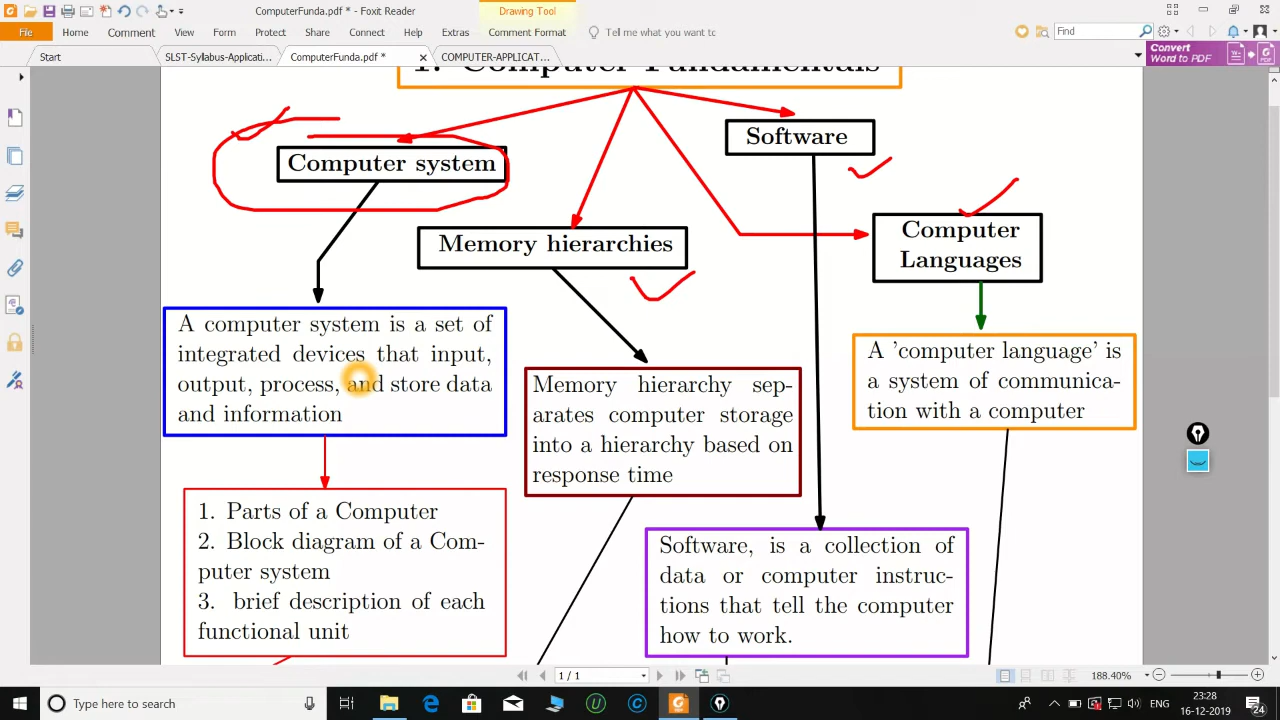 ComputerFunda.pdf * - Foxit Reader
Drawing Tool
File
Home
Comment
View
Form
Protect
Share
Connect
Help
Extras
Comment Format
Tell me what you want to
Find
Start
SLST-Syllabus-Applicati...
ComputerFunda.pdf *
COMPUTER-APPLICAT...
Convert
Word to PDF
1. Computer Fundamentals
Computer system
Software
Memory hierarchies
Computer
Languages
A computer system is a set of
integrated devices that input,
output, process, and store data
and information
Memory hierarchy sep-
arates computer storage
into a hierarchy based on
response time
A 'computer language' is
a system of communica-
tion with a computer
1. Parts of a Computer
2. Block diagram of a Com-
puter system
3. brief description of each
functional unit
Software, is a collection of
data or computer instruc-
tions that tell the computer
how to work.
1 / 1
188.40%
Type here to search
ENG
23:28
16-12-2019
24